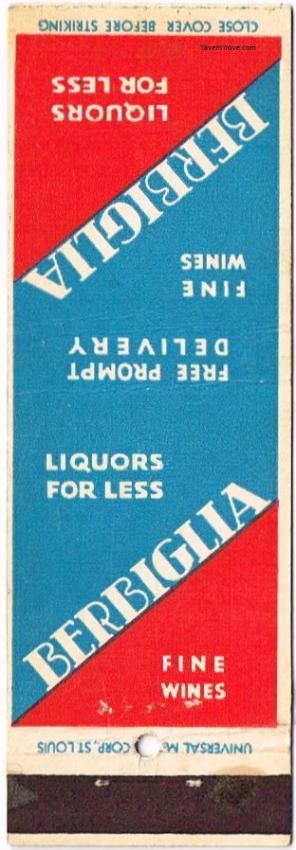 CLOSE COVER BEFORE STRIKING
TavernTrove.com
LIQUORS
FOR LESS
BERBIGLIA
FINE
WINES
FREE PROMPT
DELIVERY
LIQUORS
FOR LESS
BERBIGLIA
FINE
WINES
UNIVERSAL CORP., ST. LOUIS